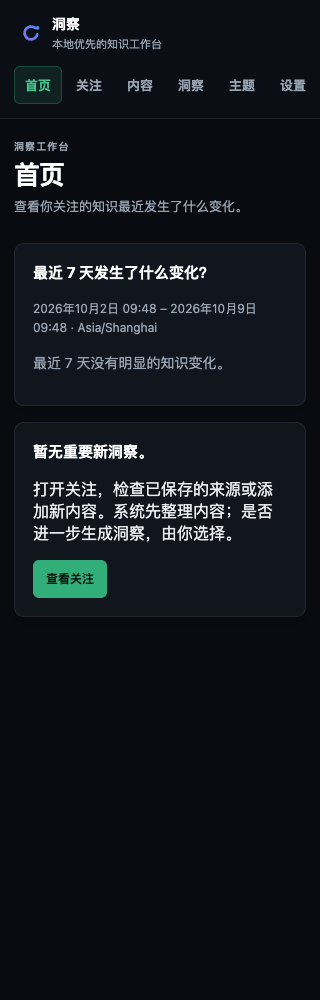 洞察
本地优先的知识工作台
首页 关注 内容 洞察 主题 设置
洞察工作台
首页
查看你关注的知识最近发生了什么变化。
最近 7 天发生了什么变化?
2026年10月2日 09:48 – 2026年10月9日
09:48 · Asia/Shanghai
最近 7 天没有明显的知识变化。
暂无重要新洞察。
打开关注，检查已保存的来源或添
加新内容。系统先整理内容；是否
进一步生成洞察，由你选择。
查看关注